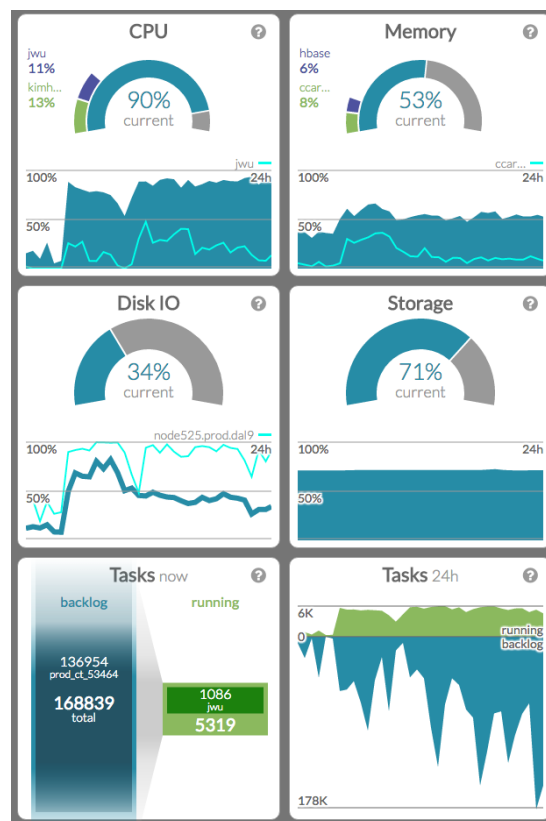 CPU
?
jwu
11%
kimh...
13%
90%
current
jwu
100%
24h
50%
Memory
?
hbase
6%
ccar...
8%
53%
current
ccar...
100%
24h
50%
Disk IO
?
34%
current
node525.prod.dal9
100%
24h
50%
Storage
?
71%
current
100%
24h
50%
Tasks now
?
backlog
running
136954
prod_ct_53464
168839
total
1086
jwu
5319
Tasks 24h
?
6K
running
0
backlog
178K